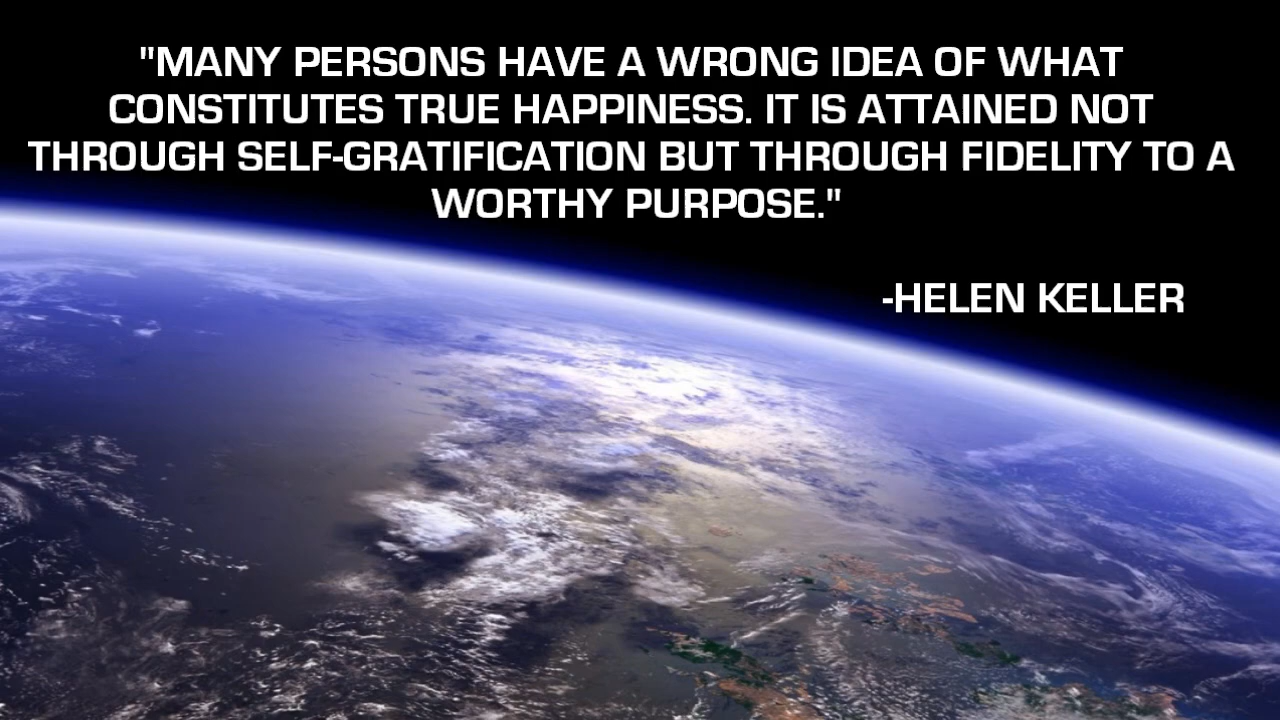 "MANY PERSONS HAVE A WRONG IDEA OF WHAT
CONSTITUTES TRUE HAPPINESS. IT IS ATTAINED NOT
THROUGH SELF-GRATIFICATION BUT THROUGH FIDELITY TO A
WORTHY PURPOSE."
-HELEN KELLER